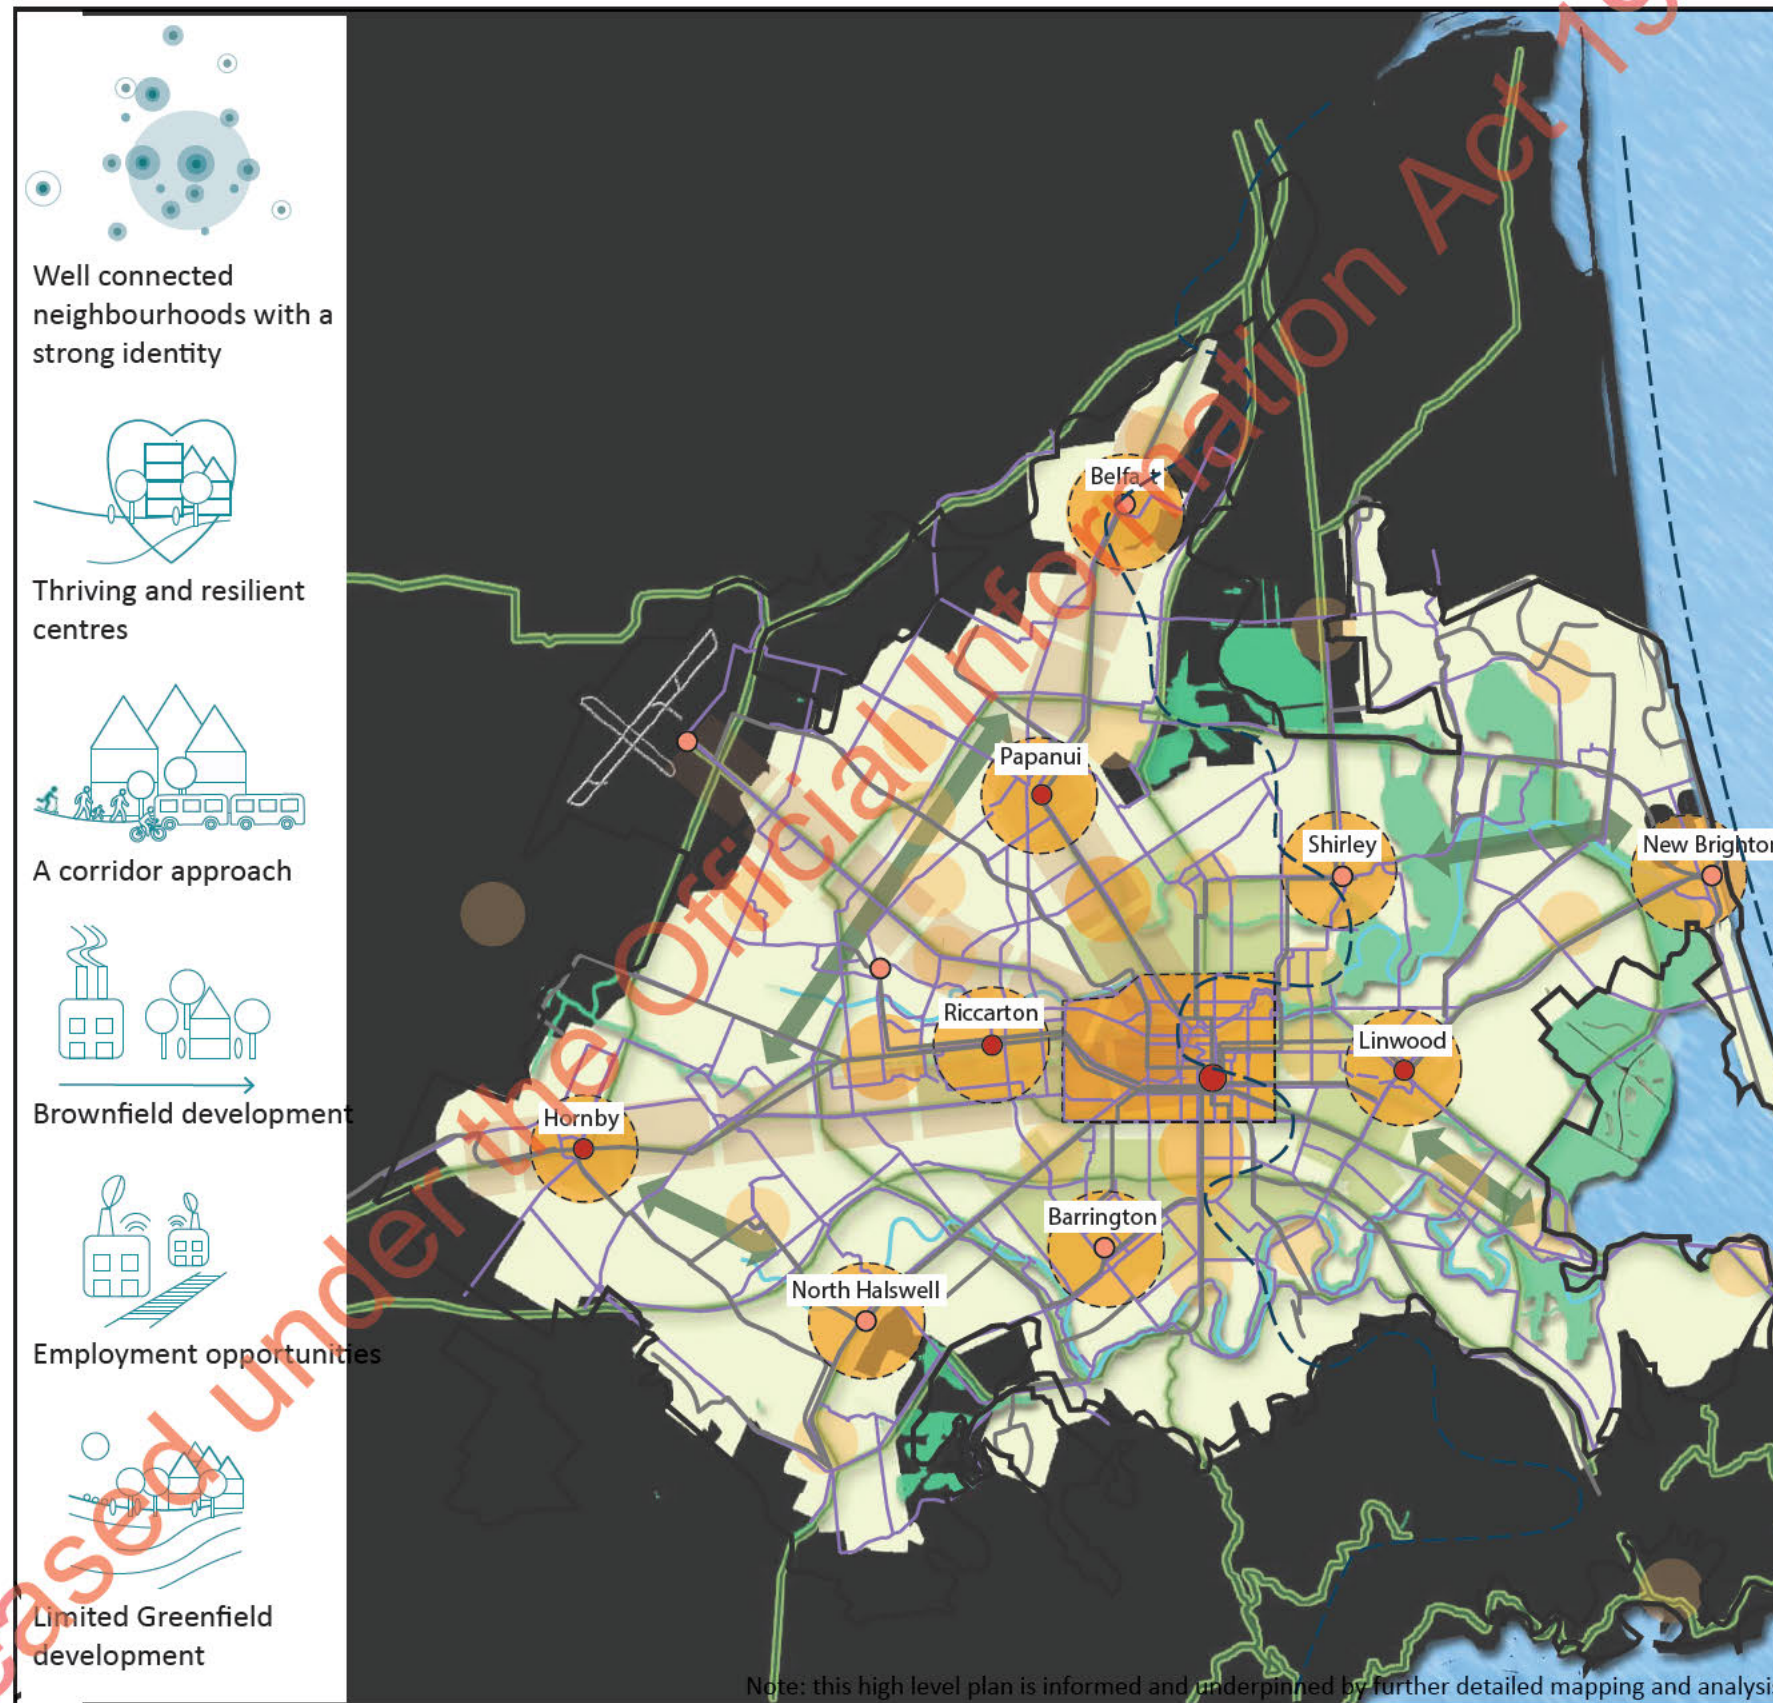 Well connected
neighbourhoods with a
strong identity
Thriving and resilient
centres
A corridor approach
Brownfield development
Employment opportunities
Limited Greenfield
development
Belfast
Papanui
Shirley
New Brighton
Riccarton
Linwood
Hornby
Barrington
North Halswell
eased under the Official Information Act 19
Note: this high level plan is informed and underpinned by further detailed mapping and analysis